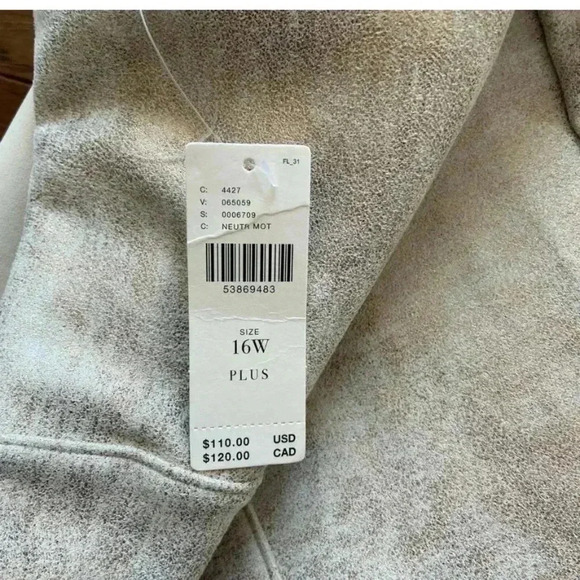 FL_31
C: 4427
V: 065059
S: 0006709
C: NEUTR MOT
53869483
SIZE
16W
PLUS
$110.00 USD
$120.00 CAD